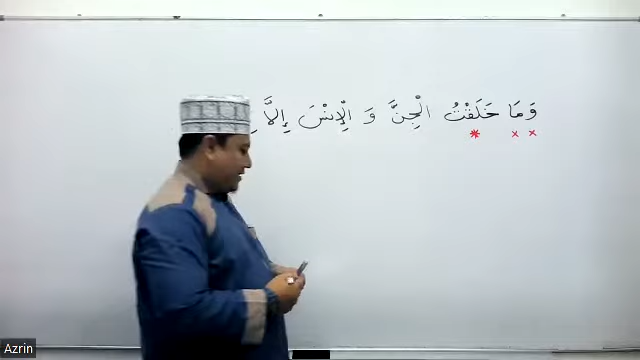 وَمَا خَلَقْتُ الْجِنَّ وَ الْإِنْسَ إِلَّا
Azrin